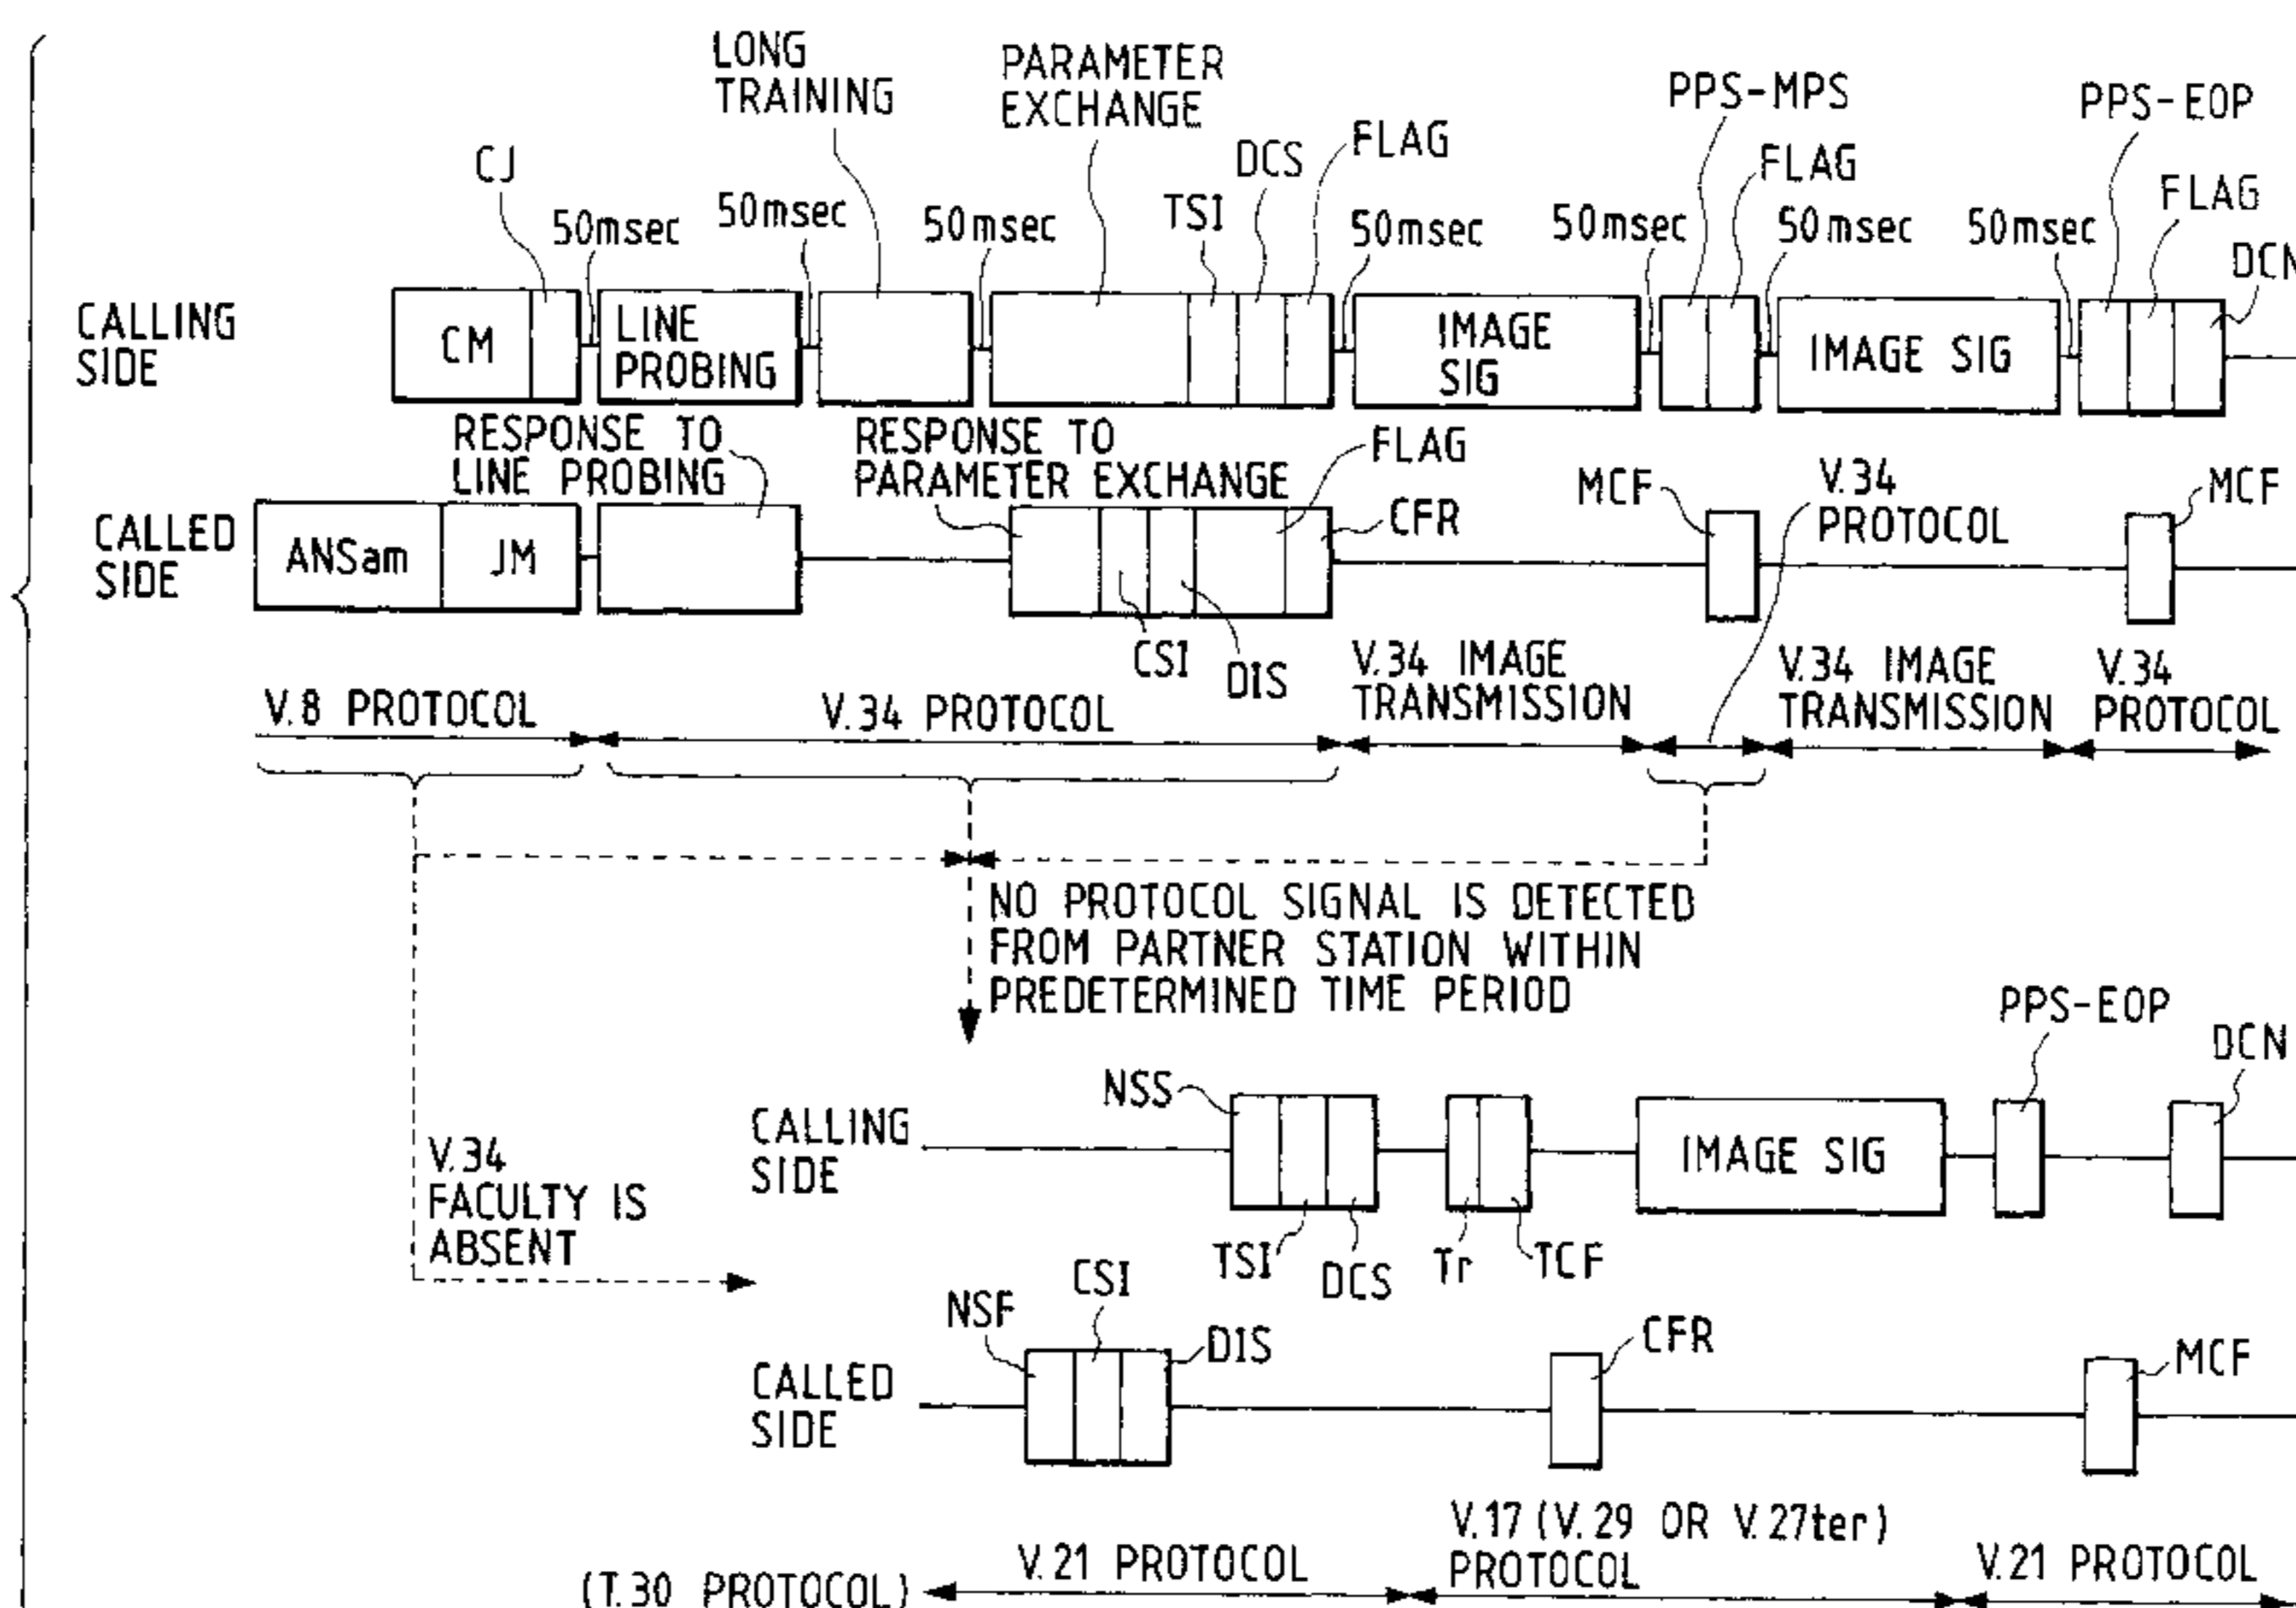 LONG
TRAINING
PARAMETER
EXCHANGE
PPS-MPS
PPS-EOP
CJ
DCS
FLAG
FLAG
FLAG
50msec
50msec
50msec
TSI
50msec
50msec
50msec
50msec
DCN
CALLING
SIDE
CM
LINE
PROBING
IMAGE
SIG
IMAGE SIG
RESPONSE TO
LINE PROBING
RESPONSE TO
PARAMETER EXCHANGE
FLAG
CFR
MCF
V.34
PROTOCOL
MCF
CALLED
SIDE
ANSam
JM
CSI
DIS
V.8 PROTOCOL
V.34 PROTOCOL
V.34 IMAGE
TRANSMISSION
V.34 IMAGE
TRANSMISSION
V.34
PROTOCOL
NO PROTOCOL SIGNAL IS DETECTED
FROM PARTNER STATION WITHIN
PREDETERMINED TIME PERIOD
V.34
FACULTY IS
ABSENT
CALLING
SIDE
NSS
TSI
DCS
Tr
TCF
IMAGE SIG
PPS-EOP
DCN
CALLED
SIDE
NSF
CSI
DIS
CFR
MCF
(T.30 PROTOCOL)
V.21 PROTOCOL
V.17 (V.29 OR V.27ter)
PROTOCOL
V.21 PROTOCOL